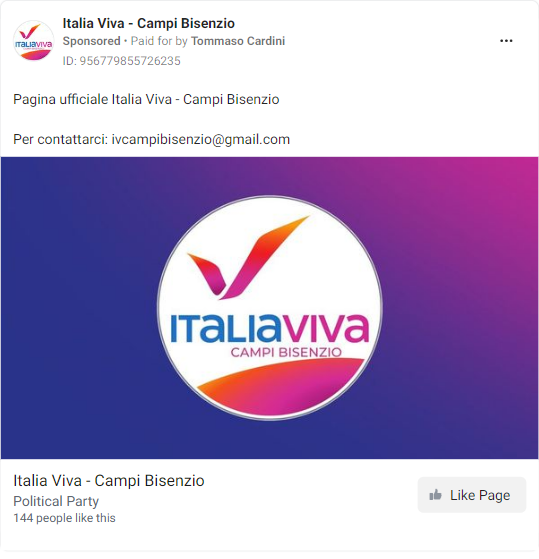 Italia Viva - Campi Bisenzio
Sponsored • Paid for by Tommaso Cardini
ID: 956779855726235
Pagina ufficiale Italia Viva - Campi Bisenzio
Per contattarci: ivcampibisenzio@gmail.com
ITALIAVIVA
CAMPI BISENZIO
Italia Viva - Campi Bisenzio
Political Party
144 people like this
Like Page